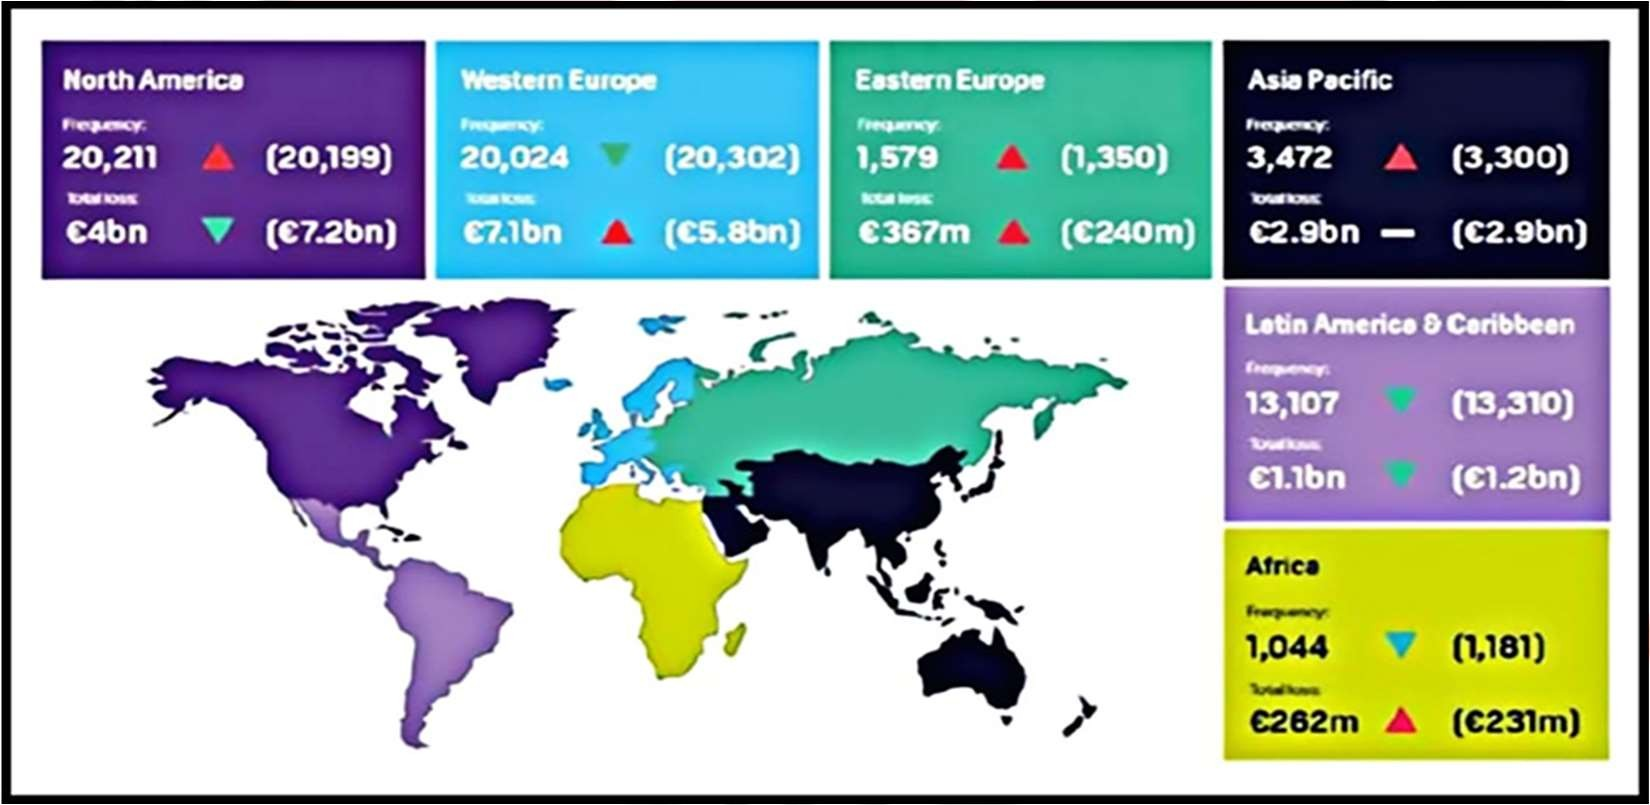 North America
Frequency:
20,211 ▲ (20,199)
Total loss:
€4bn ▼ (€7.2bn)
Western Europe
Frequency:
20,024 ▼ (20,302)
Total loss:
€7.1bn ▲ (€5.8bn)
Eastern Europe
Frequency:
1,579 ▲ (1,350)
Total loss:
€367m ▲ (€240m)
Asia Pacific
Frequency:
3,472 ▲ (3,300)
Total loss:
€2.9bn — (€2.9bn)
Latin America & Caribbean
Frequency:
13,107 ▼ (13,310)
Total loss:
€1.1bn ▼ (€1.2bn)
Africa
Frequency:
1,044 ▼ (1,181)
Total loss:
€262m ▲ (€231m)